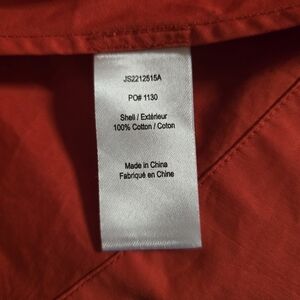 JS2212515A
PO# 1130
Shell / Extérieur
100% Cotton / Coton
Made in China
Fabriqué en Chine